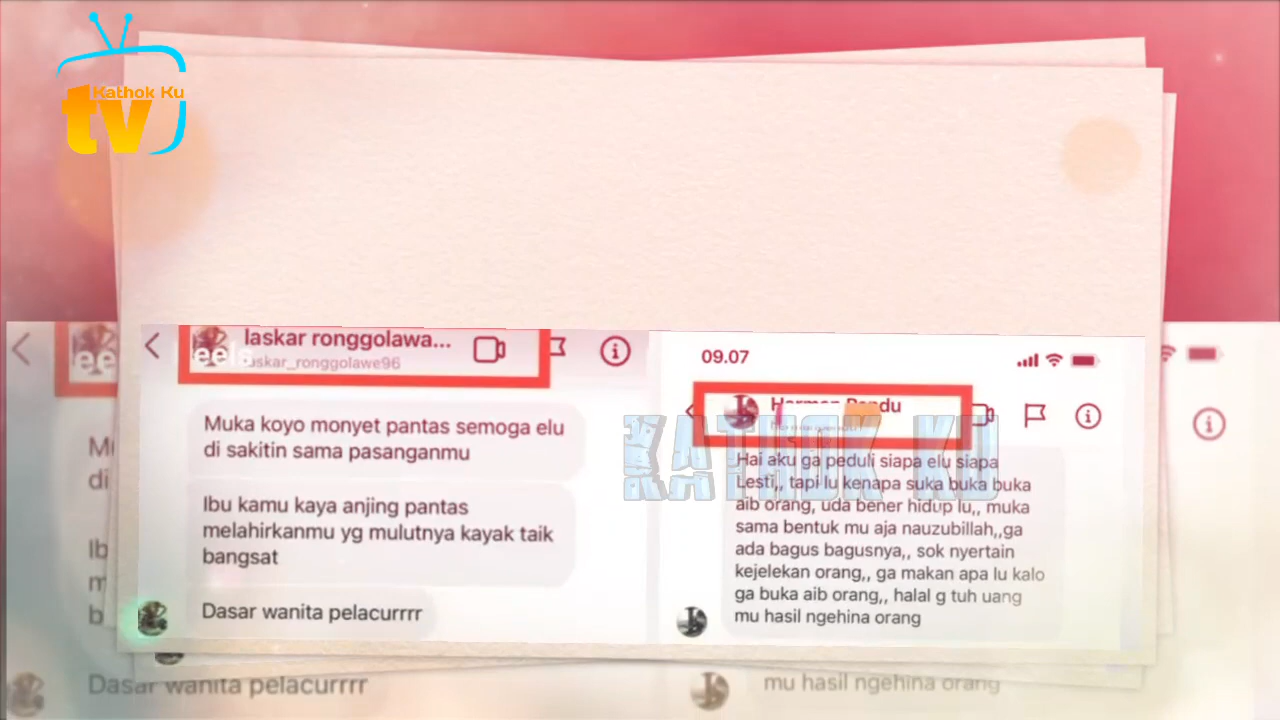 Kathok Ku
tv
laskar ronggolawa...
laskar_ronggolawe96
Muka koyo monyet pantas semoga elu
di sakitin sama pasanganmu
Ibu kamu kaya anjing pantas
melahirkanmu yg mulutnya kayak taik
bangsat
Dasar wanita pelacurrrr
09.07
KATHOK KU
Hai aku ga peduli siapa elu siapa
Lesti,, tapi lu kenapa suka buka buka
aib orang, uda bener hidup lu,, muka
sama bentuk mu aja nauzubillah,,ga
ada bagus bagusnya,, sok nyertain
kejelekan orang,, ga makan apa lu kalo
ga buka aib orang,, halal g tuh uang
mu hasil ngehina orang
Dasar wanita pelacurrrr
mu hasil ngehina orang